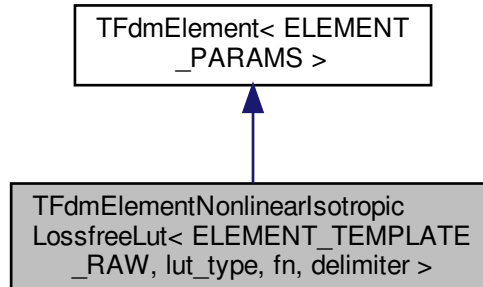 TFdmElement< ELEMENT
_PARAMS >
TFdmElementNonlinearIsotropic
LossfreeLut< ELEMENT_TEMPLATE
_RAW, lut_type, fn, delimiter >